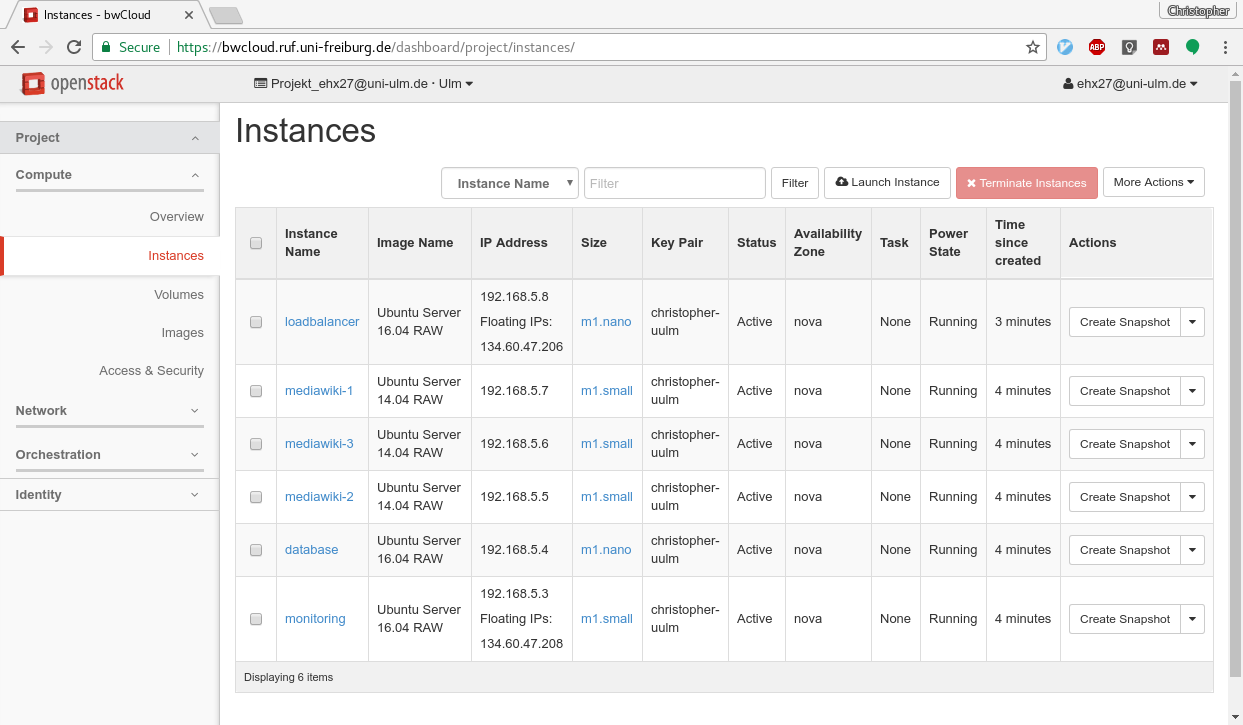 Instances - bwCloud
Christopher
Secure https://bwcloud.ruf.uni-freiburg.de/dashboard/project/instances/
ABP
openstack
Projekt_ehx27@uni-ulm.de · Ulm
ehx27@uni-ulm.de
Project
Compute
Overview
Instances
Volumes
Images
Access & Security
Network
Orchestration
Identity
Instances
Instance Name
Filter
Filter
Launch Instance
Terminate Instances
More Actions
Instance Name
Image Name
IP Address
Size
Key Pair
Status
Availability Zone
Task
Power State
Time since created
Actions
loadbalancer
Ubuntu Server 16.04 RAW
192.168.5.8
Floating IPs:
134.60.47.206
m1.nano
christopher-uulm
Active
nova
None
Running
3 minutes
Create Snapshot
mediawiki-1
Ubuntu Server 14.04 RAW
192.168.5.7
m1.small
christopher-uulm
Active
nova
None
Running
4 minutes
Create Snapshot
mediawiki-3
Ubuntu Server 14.04 RAW
192.168.5.6
m1.small
christopher-uulm
Active
nova
None
Running
4 minutes
Create Snapshot
mediawiki-2
Ubuntu Server 14.04 RAW
192.168.5.5
m1.small
christopher-uulm
Active
nova
None
Running
4 minutes
Create Snapshot
database
Ubuntu Server 16.04 RAW
192.168.5.4
m1.nano
christopher-uulm
Active
nova
None
Running
4 minutes
Create Snapshot
monitoring
Ubuntu Server 16.04 RAW
192.168.5.3
Floating IPs:
134.60.47.208
m1.small
christopher-uulm
Active
nova
None
Running
4 minutes
Create Snapshot
Displaying 6 items